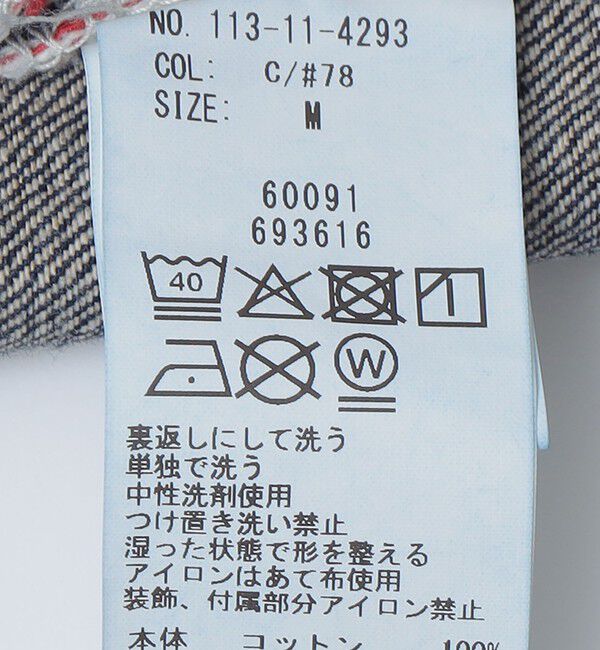 NO. 113-11-4293
COL: C/#78
SIZE: M
60091
693616
40
W
裏返しにして洗う
単独で洗う
中性洗剤使用
つけ置き洗い禁止
湿った状態で形を整える
アイロンはあて布使用
装飾、付属部分アイロン禁止
本体 コットン 100%